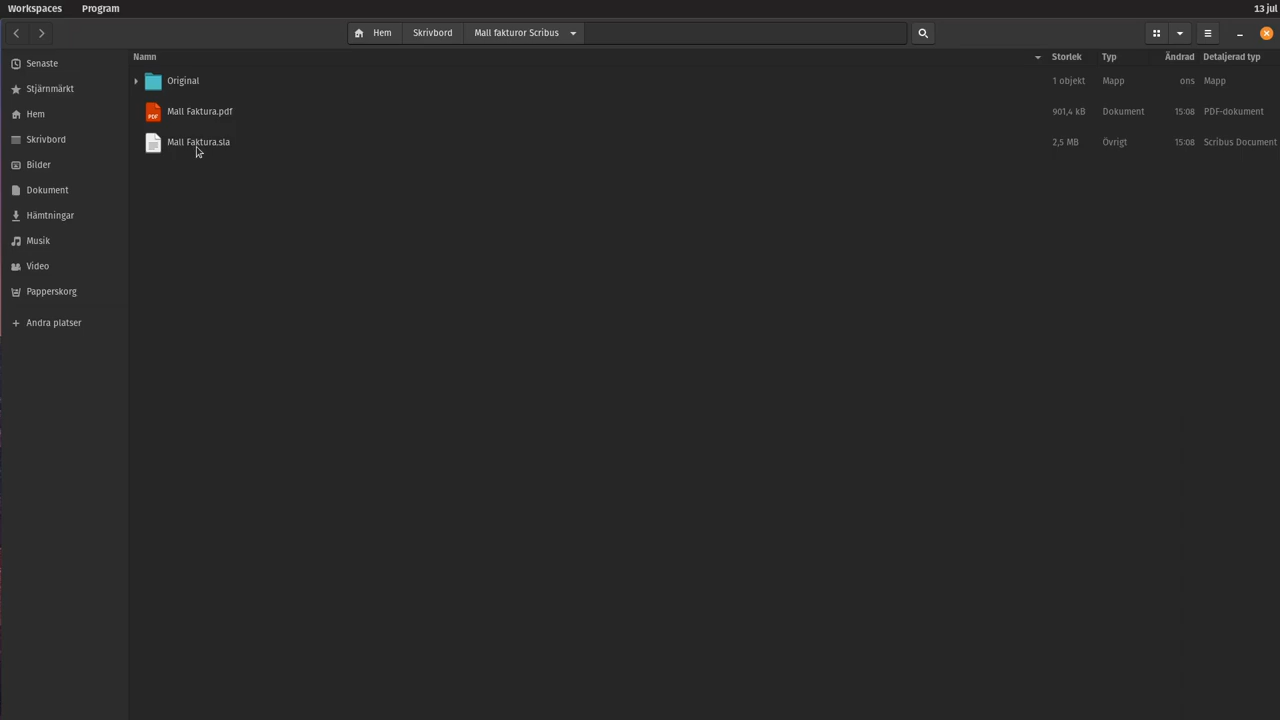 Workspaces Program 13 jul
Hem Skrivbord Mall fakturor Scribus
Namn Storlek Typ Ändrad Detaljerad typ
Senaste
Stjärnmärkt
Hem
Skrivbord
Bilder
Dokument
Hämtningar
Musik
Video
Papperskorg
Andra platser
Original 1 objekt Mapp ons Mapp
PDF
Mall Faktura.pdf 901,4 kB Dokument 15:08 PDF-dokument
Mall Faktura.sla 2,5 MB Övrigt 15:08 Scribus Document